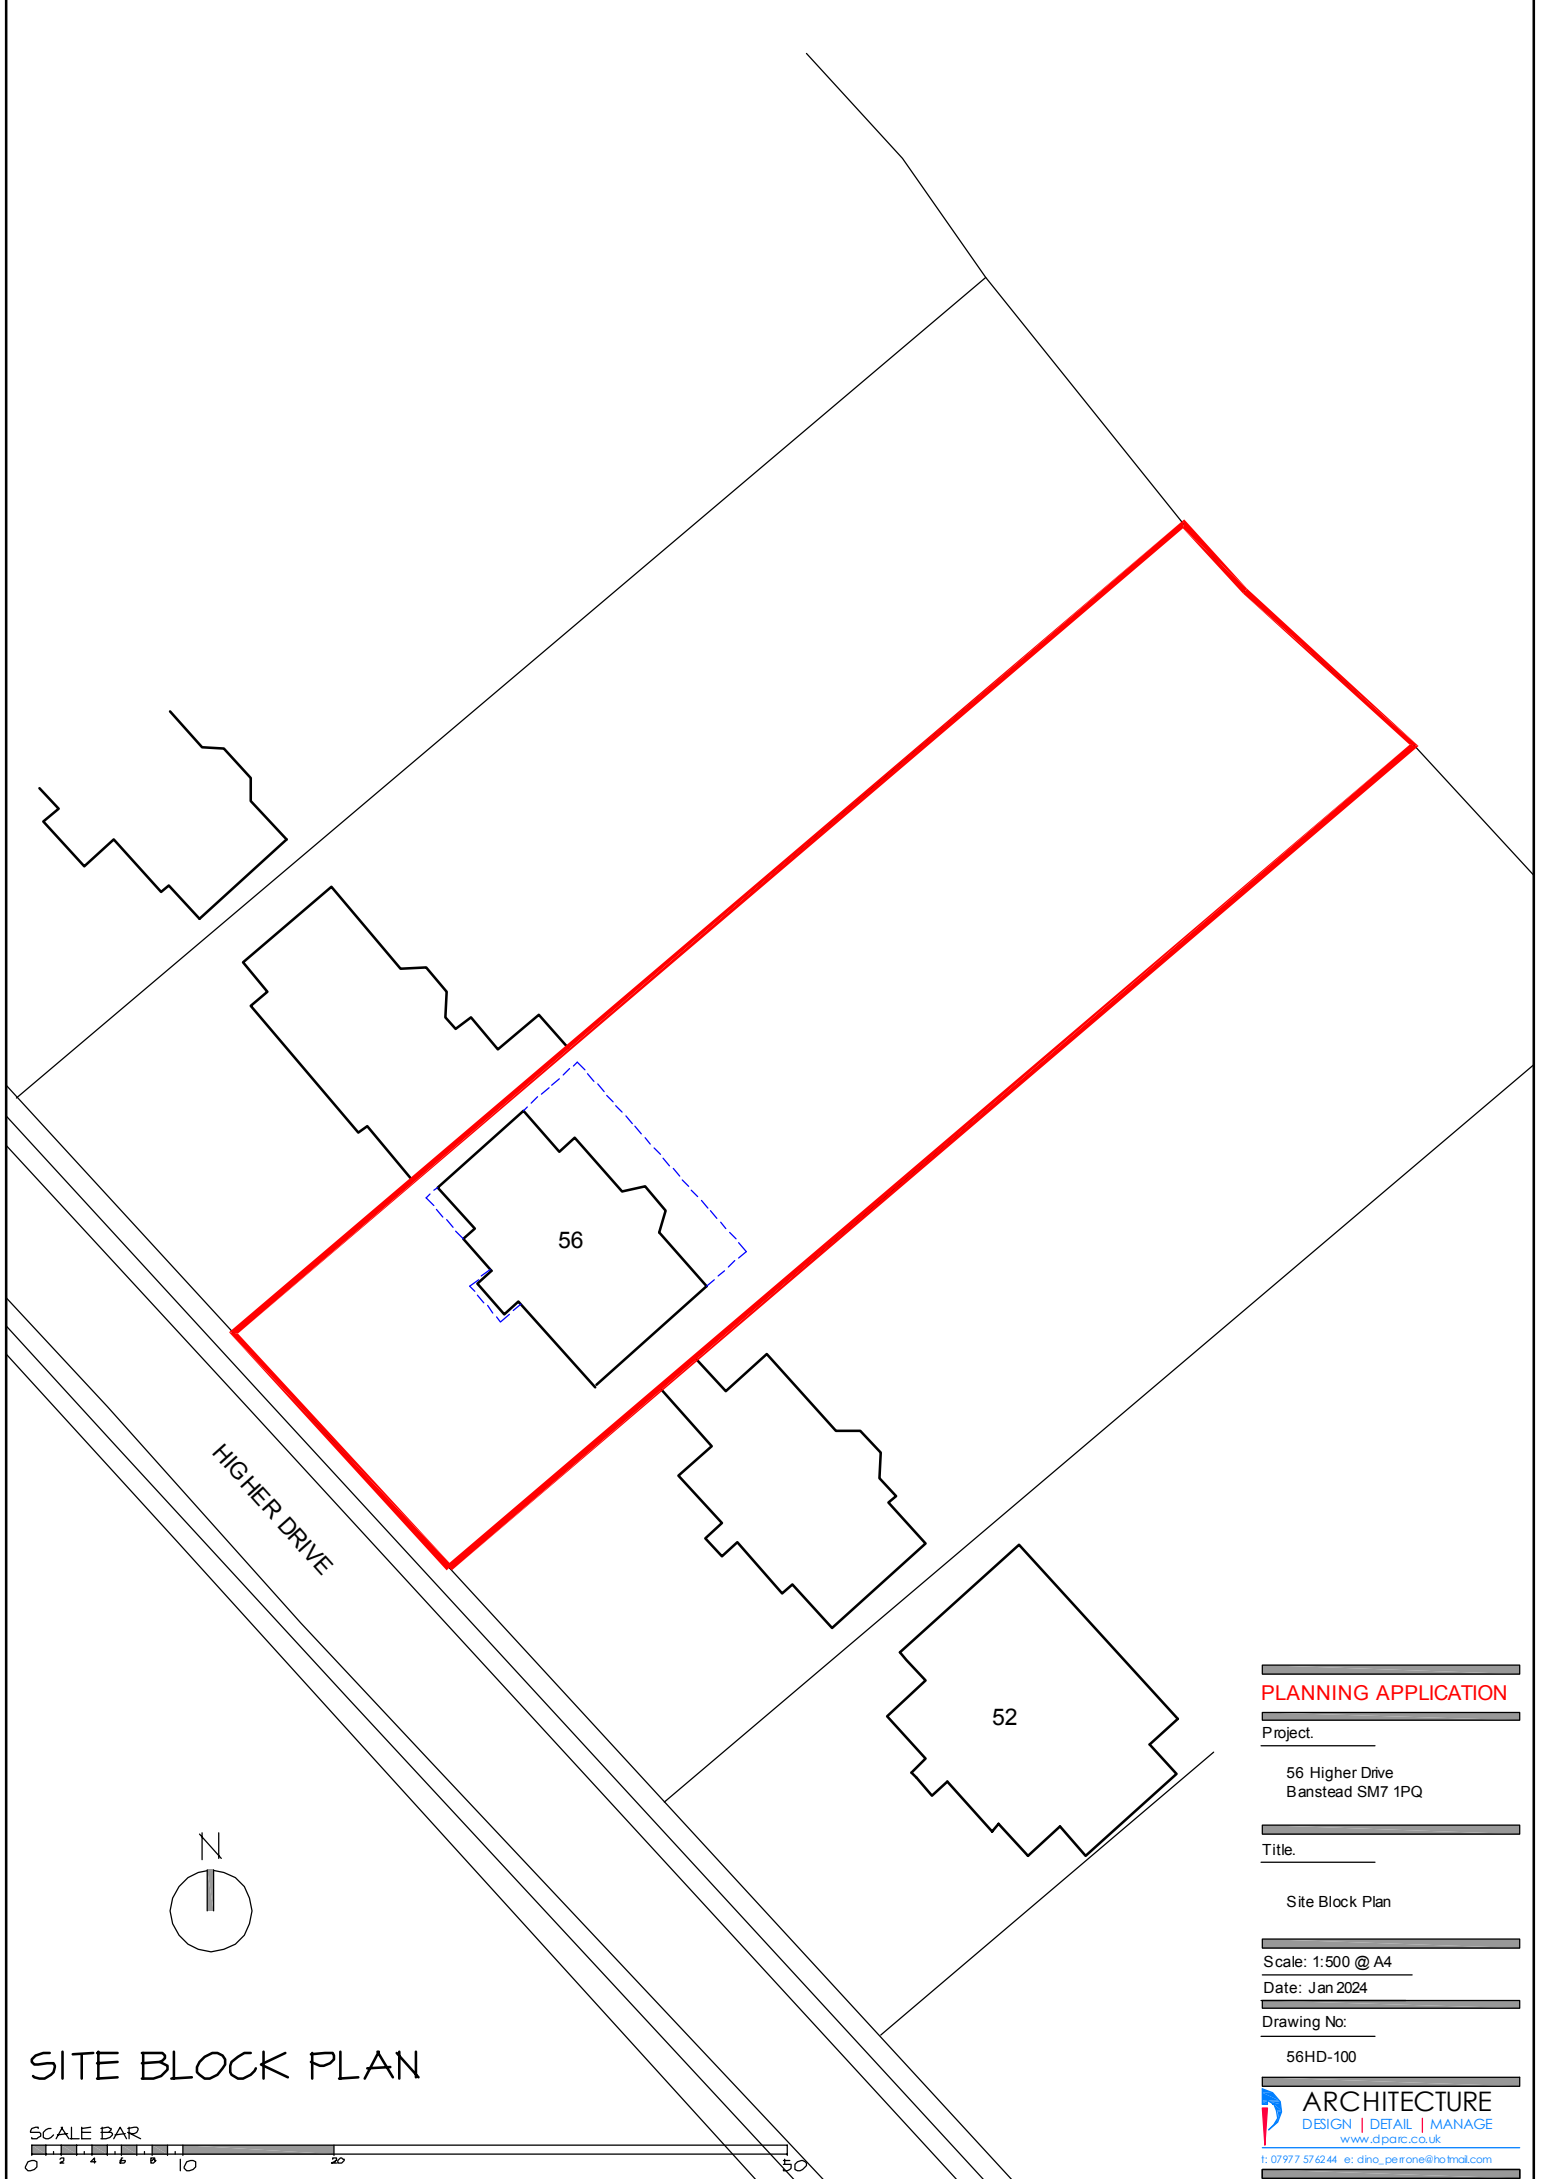 56
HIGHER DRIVE
52
N
SITE BLOCK PLAN
SCALE BAR
0 2 4 6 8 10 20 50
PLANNING APPLICATION
Project.
56 Higher Drive
Banstead SM7 1PQ
Title.
Site Block Plan
Scale: 1:500 @ A4
Date: Jan 2024
Drawing No:
56HD-100
ARCHITECTURE
DESIGN | DETAIL | MANAGE
www.dparc.co.uk
t: 07977 576244 e: dino_perrone@hotmail.com